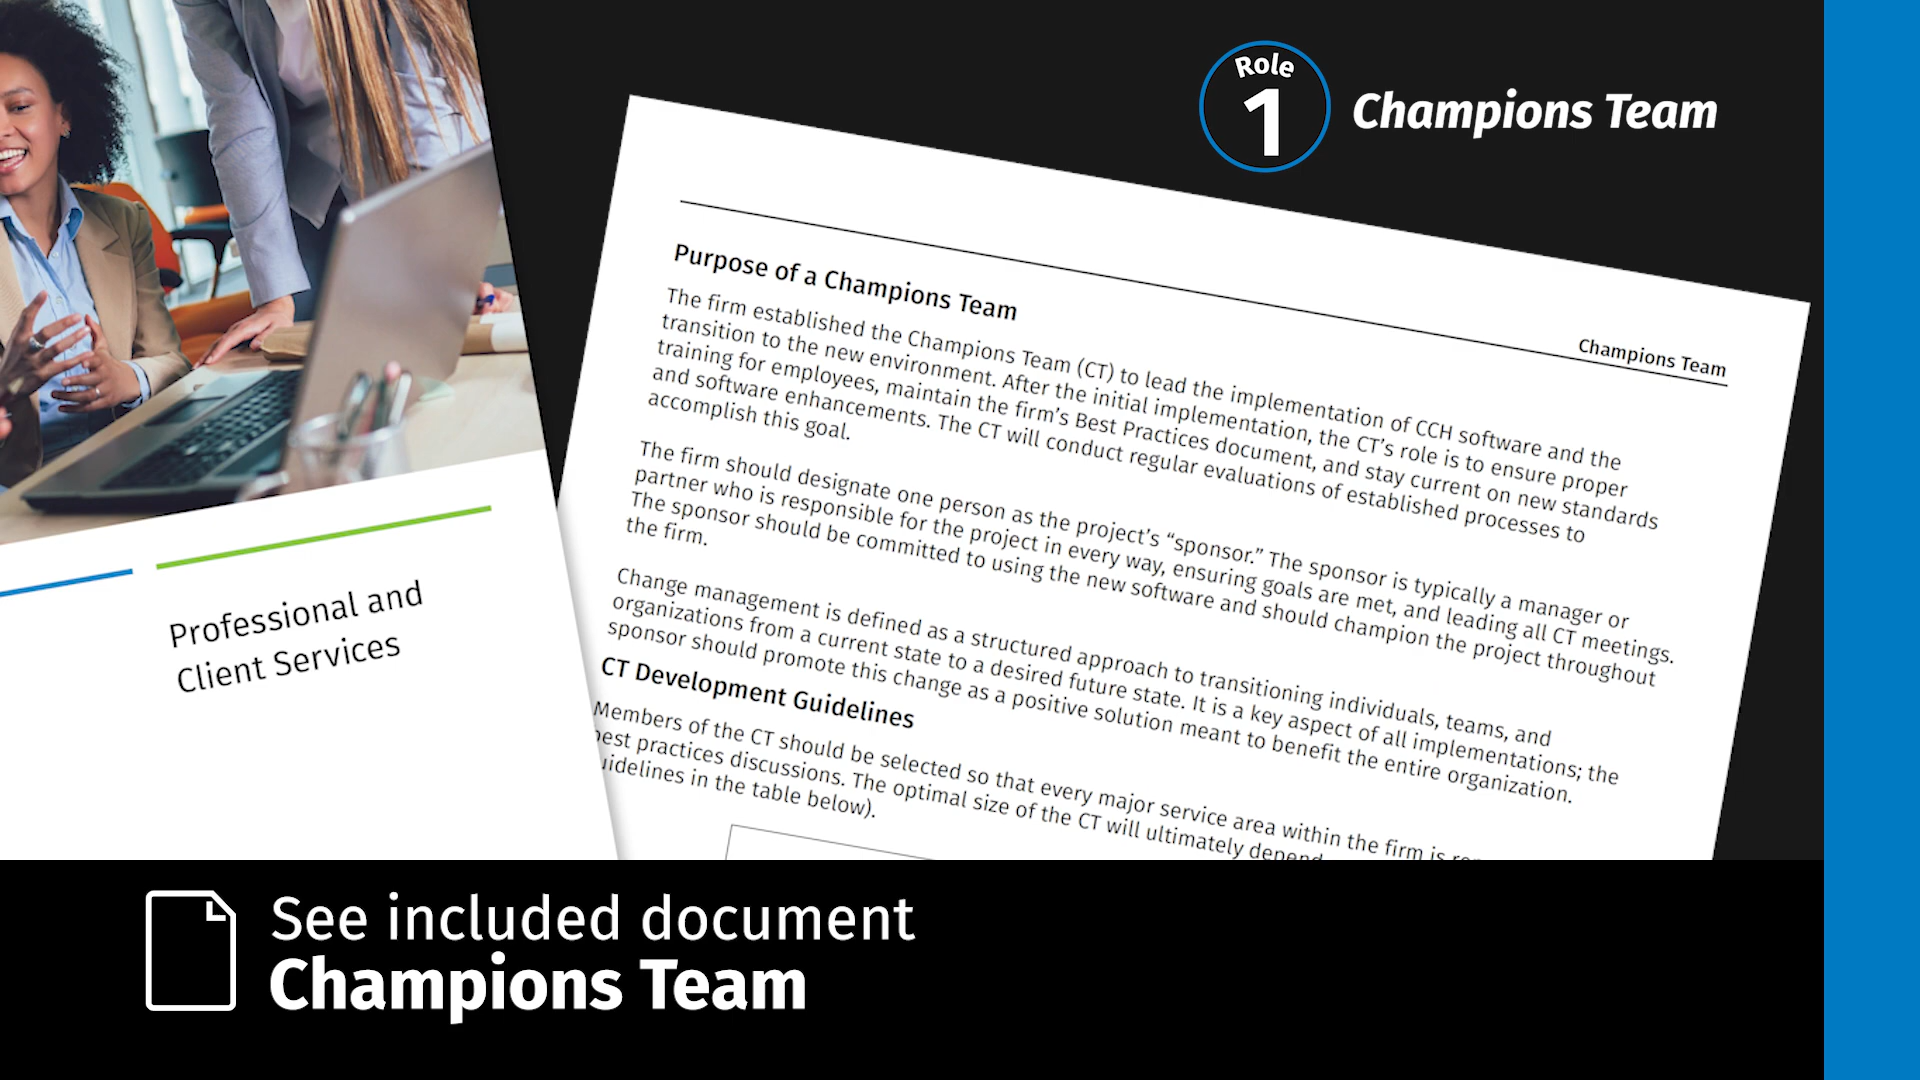 Role
1
Champions Team
Champions Team
Purpose of a Champions Team
The firm established the Champions Team (CT) to lead the implementation of CCH software and the
transition to the new environment. After the initial implementation, the CT's role is to ensure proper
training for employees, maintain the firm's Best Practices document, and stay current on new standards
and software enhancements. The CT will conduct regular evaluations of established processes to
accomplish this goal.
The firm should designate one person as the project's “sponsor.” The sponsor is typically a manager or
partner who is responsible for the project in every way, ensuring goals are met, and leading all CT meetings.
The sponsor should be committed to using the new software and should champion the project throughout
the firm.
Change management is defined as a structured approach to transitioning individuals, teams, and
organizations from a current state to a desired future state. It is a key aspect of all implementations; the
sponsor should promote this change as a positive solution meant to benefit the entire organization.
CT Development Guidelines
Members of the CT should be selected so that every major service area within the firm is
best practices discussions. The optimal size of the CT will ultimately
in the table below).
Professional and
Client Services
See included document
Champions Team